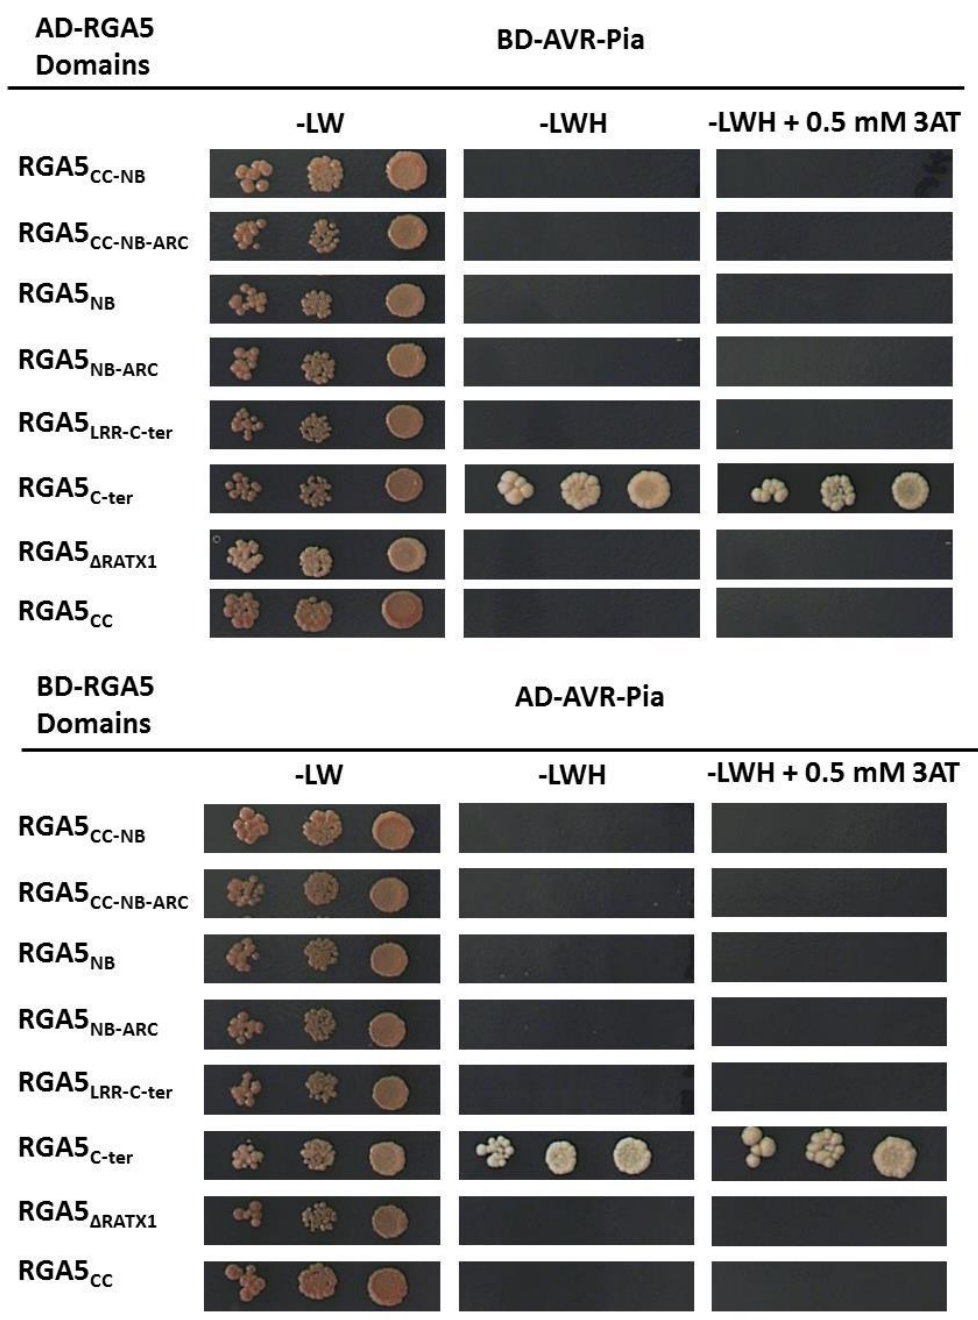 AD-RGA5
Domains
BD-AVR-Pia
-LW -LWH -LWH + 0.5 mM 3AT
RGA5CC-NB
RGA5CC-NB-ARC
RGA5NB
RGA5NB-ARC
RGA5LRR-C-ter
RGA5C-ter
RGA5ΔRATX1
RGA5CC
BD-RGA5
Domains
AD-AVR-Pia
-LW -LWH -LWH + 0.5 mM 3AT
RGA5CC-NB
RGA5CC-NB-ARC
RGA5NB
RGA5NB-ARC
RGA5LRR-C-ter
RGA5C-ter
RGA5ΔRATX1
RGA5CC